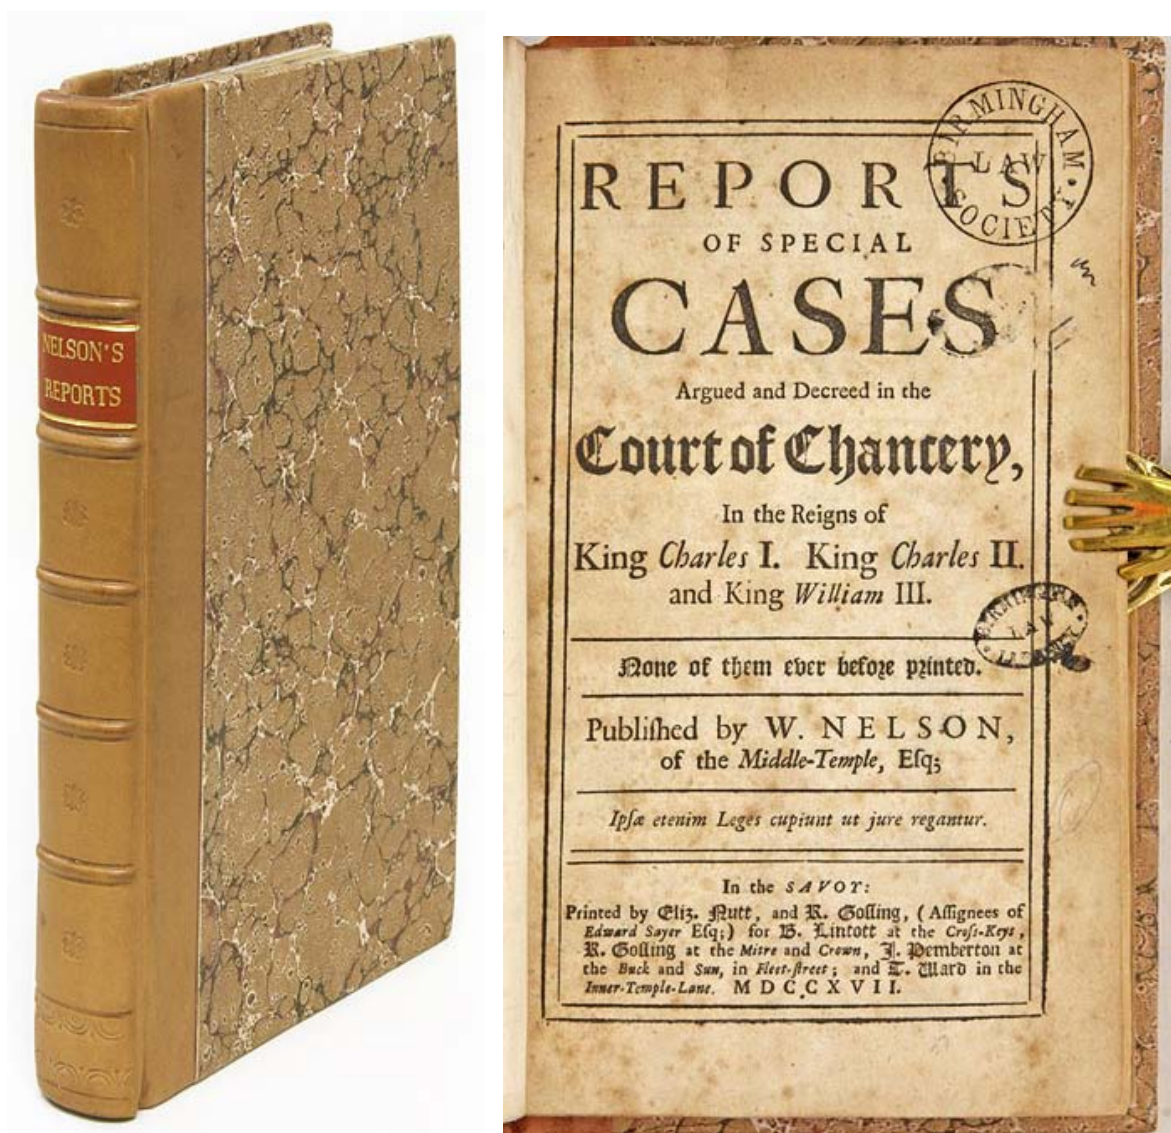 NELSON'S
REPORTS
BIRMINGHAM
LAW
SOCIETY
REPORTS
OF SPECIAL
CASES
Argued and Decreed in the
Court of Chancery,
In the Reigns of
King Charles I. King Charles II.
and King William III.
None of them ever before printed.
Publiſhed by W. NELSON,
of the Middle-Temple, Eſq;
Ipſæ etenim Leges cupiunt ut jure regantur.
In the SAVOY:
Printed by Eliz. Nutt, and R. Goſling, (Aſſignees of
Edward Sayer Eſq;) for B. Lintott at the Croſs-Keys,
R. Goſling at the Mitre and Crown, J. Pemberton at
the Buck and Sun, in Fleet-ſtreet; and T. Ward in the
Inner-Temple-Lane. MDCCXVII.
LAW